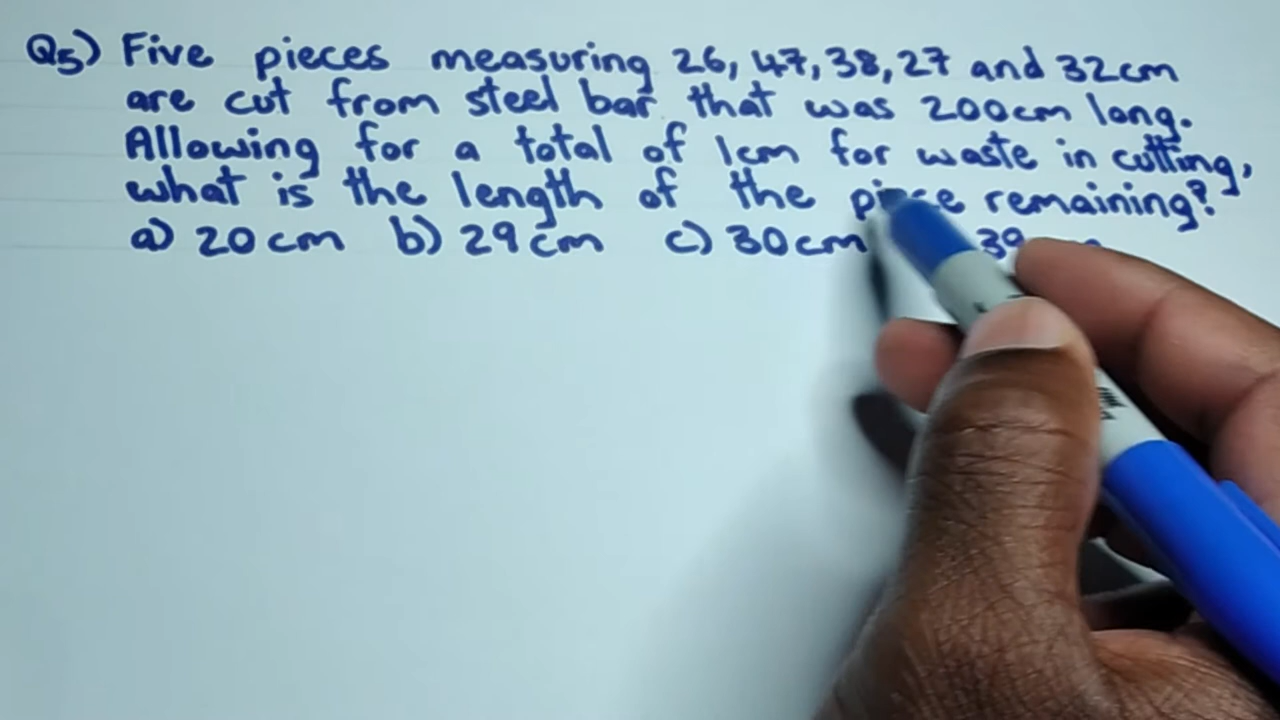 Q5) Five pieces measuring 26, 47, 38, 27 and 32cm
are cut from steel bar that was 200cm long.
Allowing for a total of 1cm for waste in cutting,
what is the length of the piece remaining?
a) 20cm b) 29cm c) 30cm 39